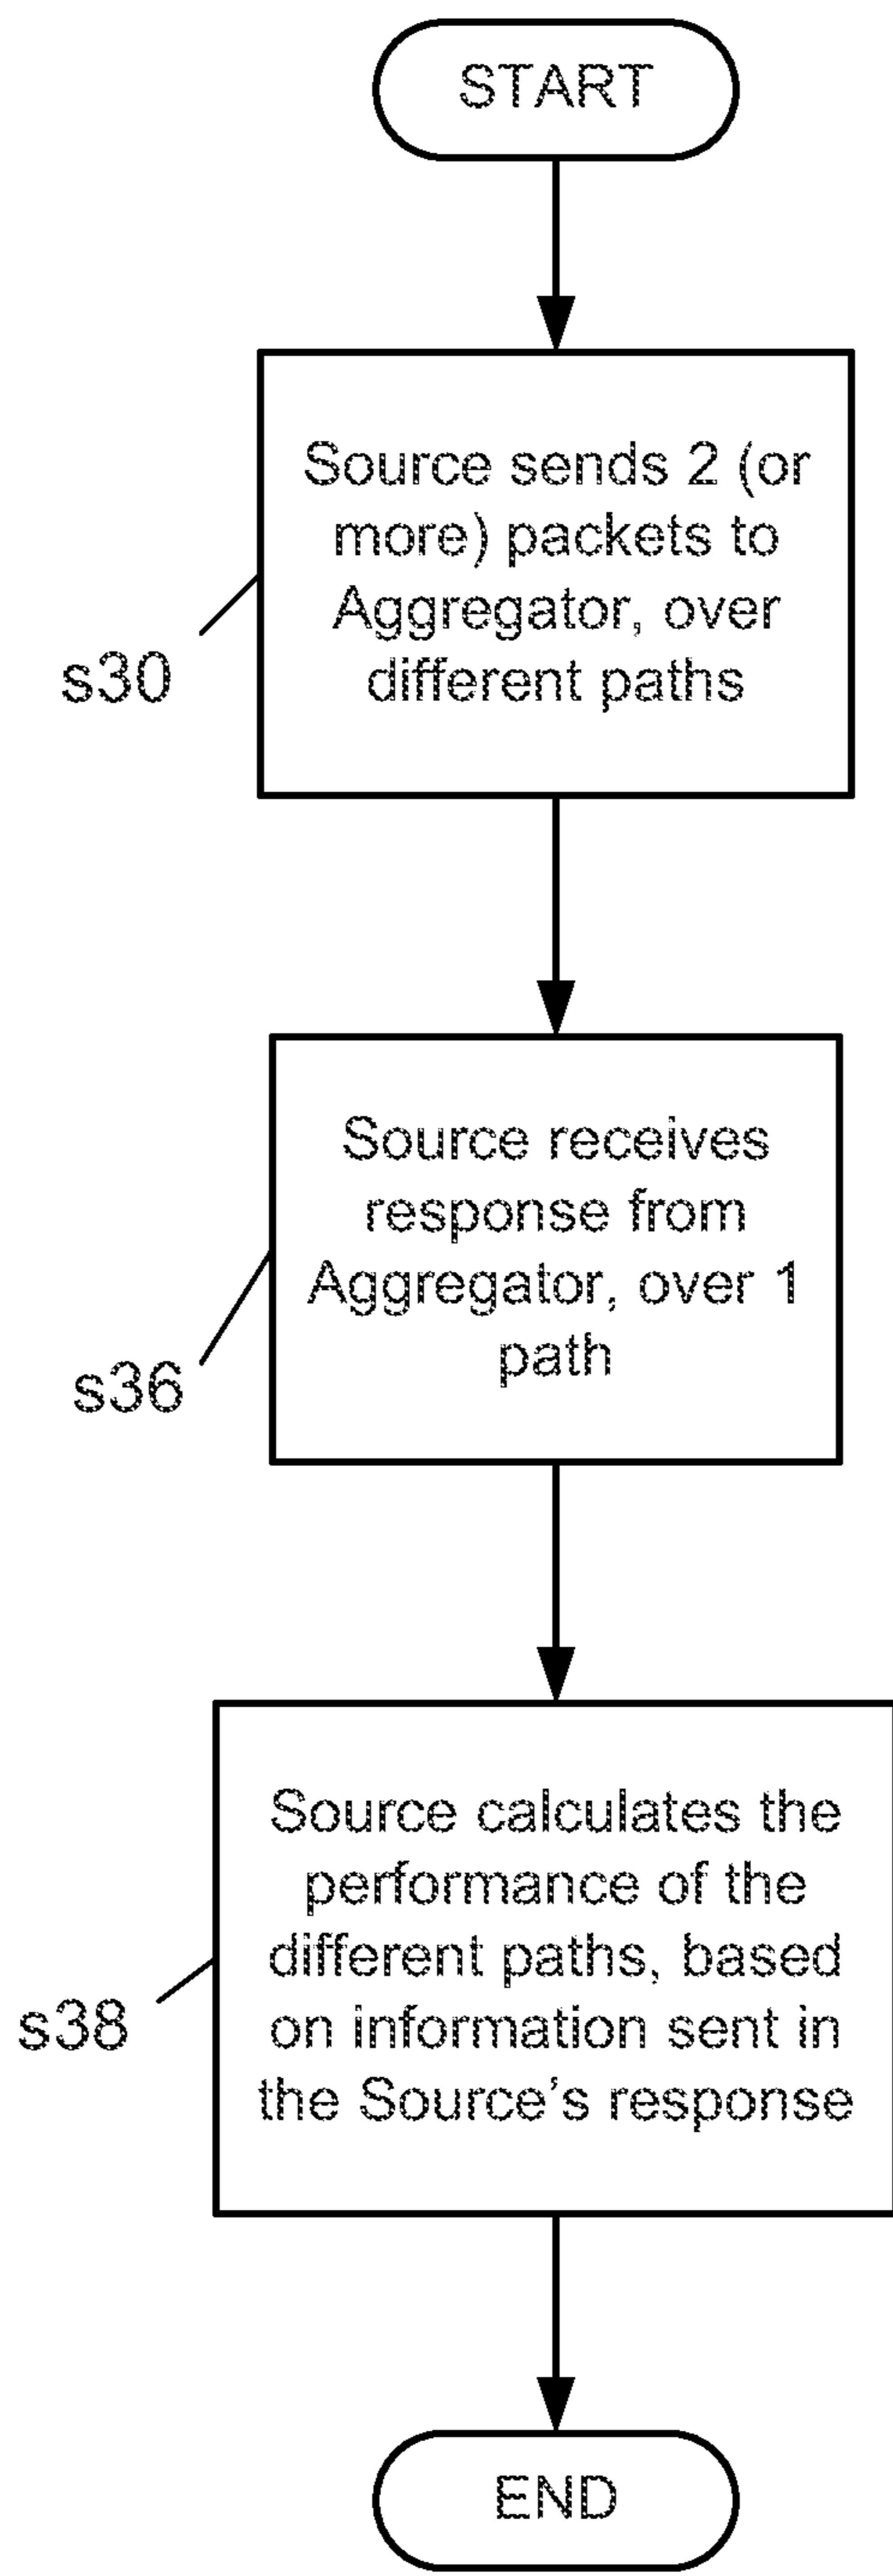 START
Source sends 2 (or
more) packets to
Aggregator, over
different paths
s30
Source receives
response from
Aggregator, over 1
path
s36
Source calculates the
performance of the
different paths, based
on information sent in
the Source's response
s38
END